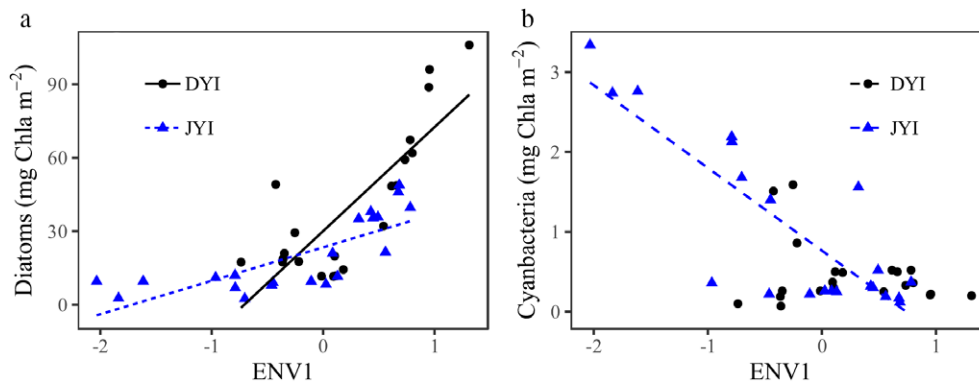 a
Diatoms (mg Chla m⁻²)
90
60
30
0
DYI
JYI
-2
-1
0
1
ENV1
b
Cyanbacteria (mg Chla m⁻²)
3
2
1
0
DYI
JYI
-2
-1
0
1
ENV1